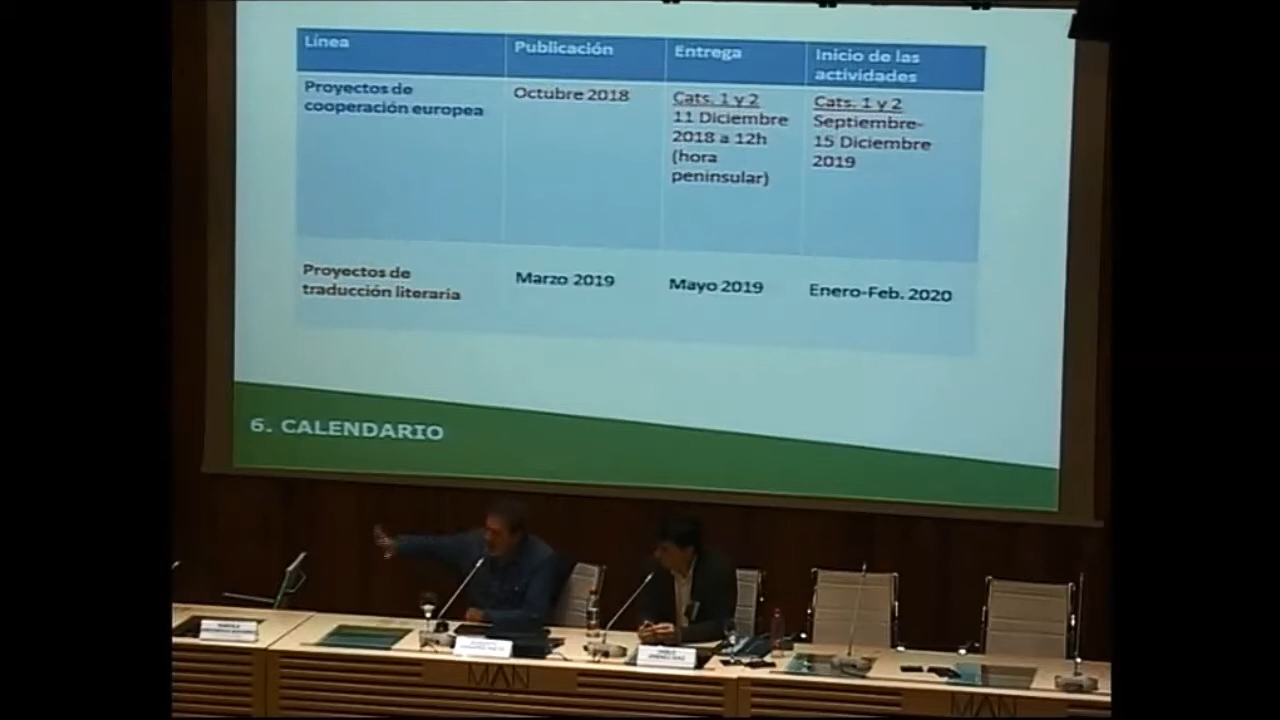 Línea
Publicación
Entrega
Inicio de las
actividades
Proyectos de
cooperación europea
Octubre 2018
Cats. 1 y 2
11 Diciembre
2018 a 12h
(hora
peninsular)
Cats. 1 y 2
Septiembre-
15 Diciembre
2019
Proyectos de
traducción literaria
Marzo 2019
Mayo 2019
Enero-Feb. 2020
6. CALENDARIO
MAN
MAN